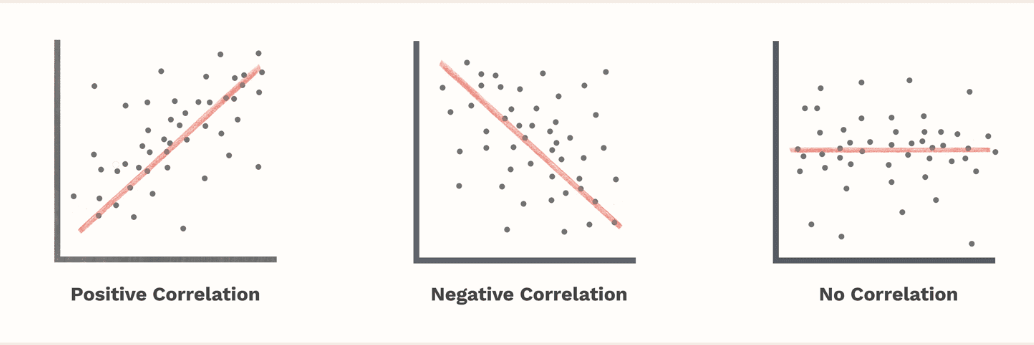 Positive Correlation
Negative Correlation
No Correlation